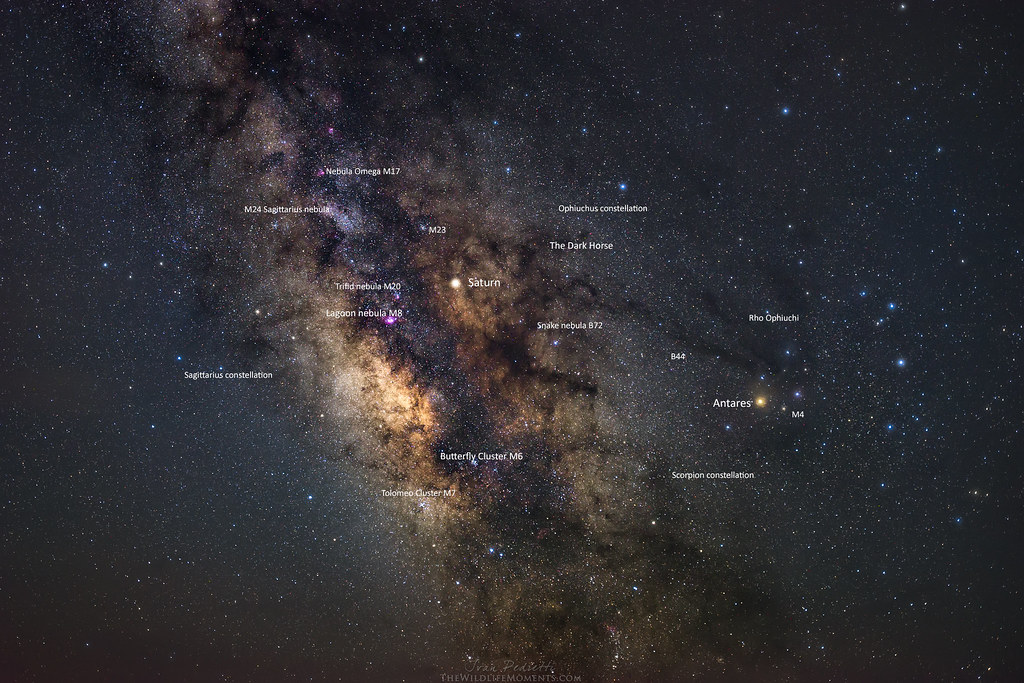 Nebula Omega M17
M24 Sagittarius nebula
Ophiuchus constellation
M23
The Dark Horse
Saturn
Trifid nebula M20
Lagoon nebula M8
Rho Ophiuchi
Snake nebula B72
B44
Sagittarius constellation
Antares
M4
Butterfly Cluster M6
Scorpion constellation
Tolomeo Cluster M7
Ivan Pedretti
TheWildlifeMoments.com